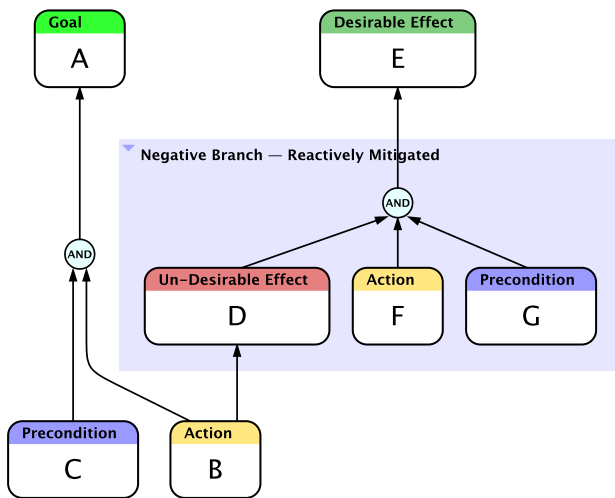 Goal
A
Desirable Effect
E
Negative Branch — Reactively Mitigated
AND
AND
Un-Desirable Effect
D
Action
F
Precondition
G
Precondition
C
Action
B